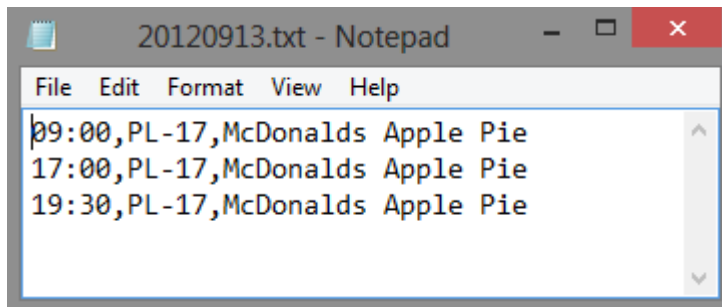 20120913.txt - Notepad
File Edit Format View Help
09:00,PL-17,McDonalds Apple Pie
17:00,PL-17,McDonalds Apple Pie
19:30,PL-17,McDonalds Apple Pie